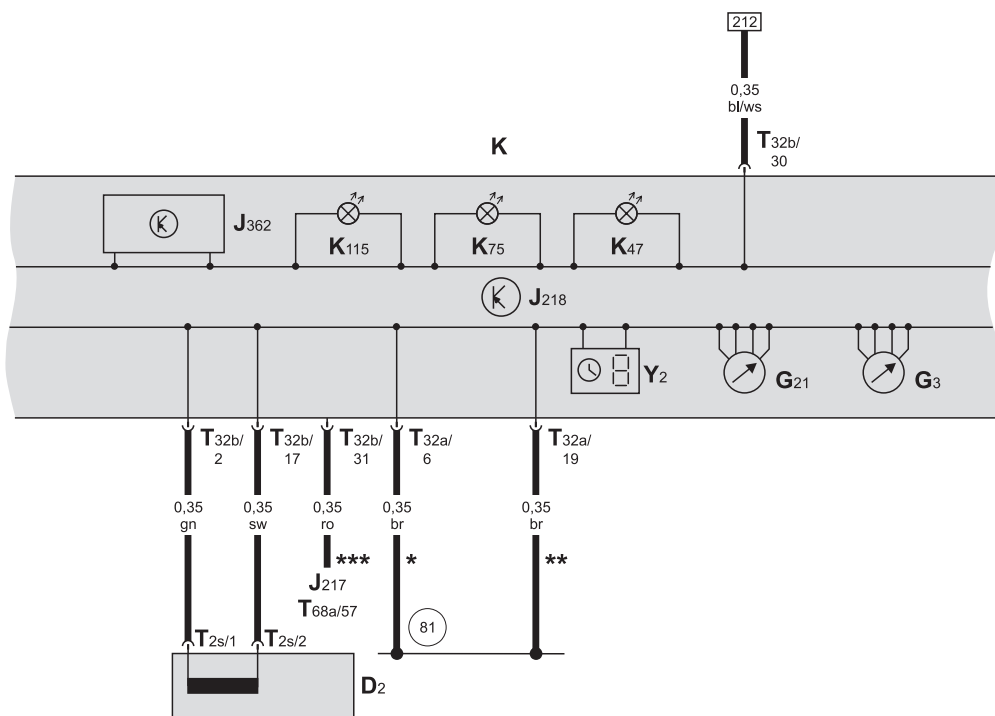 212
0,35
bl/ws
K
T32b/
30
J362
K115
K75
K47
J218
Y2
G21
G3
T32b/
2
T32b/
17
T32b/
31
T32a/
6
T32a/
19
0,35
gn
0,35
sw
0,35
ro
0,35
br
0,35
br
***
*
**
J217
T68a/57
81
T2s/1
T2s/2
D2